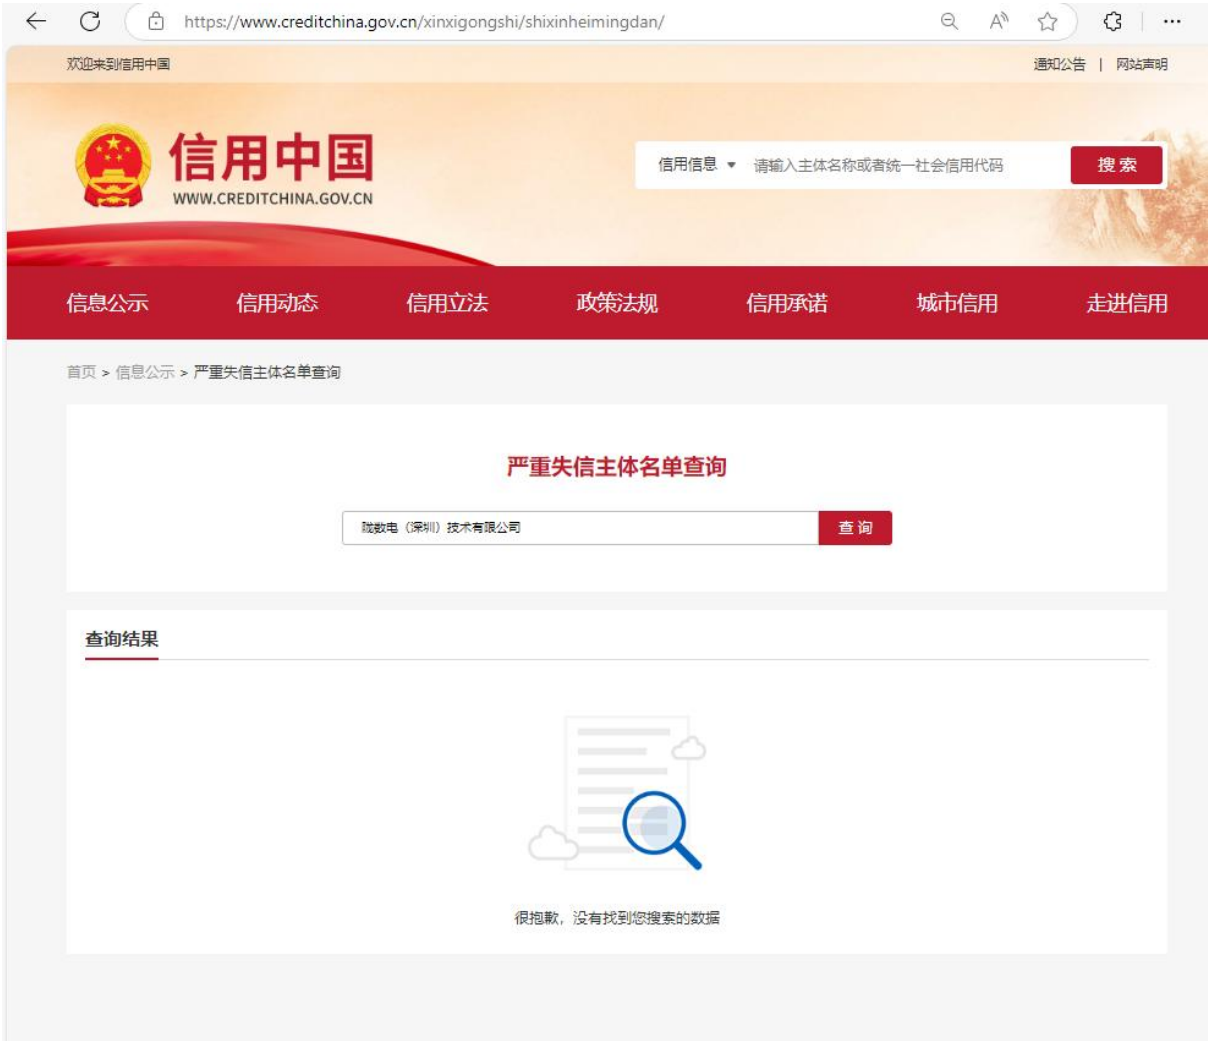 https://www.creditchina.gov.cn/xinxigongshi/shixinheimingdan/
欢迎来到信用中国
通知公告 | 网站声明
信用中国
WWW.CREDITCHINA.GOV.CN
信用信息 请输入主体名称或者统一社会信用代码 搜索
信息公示 信用动态 信用立法 政策法规 信用承诺 城市信用 走进信用
首页 > 信息公示 > 严重失信主体名单查询
严重失信主体名单查询
陇数电（深圳）技术有限公司 查询
查询结果
很抱歉，没有找到您搜索的数据